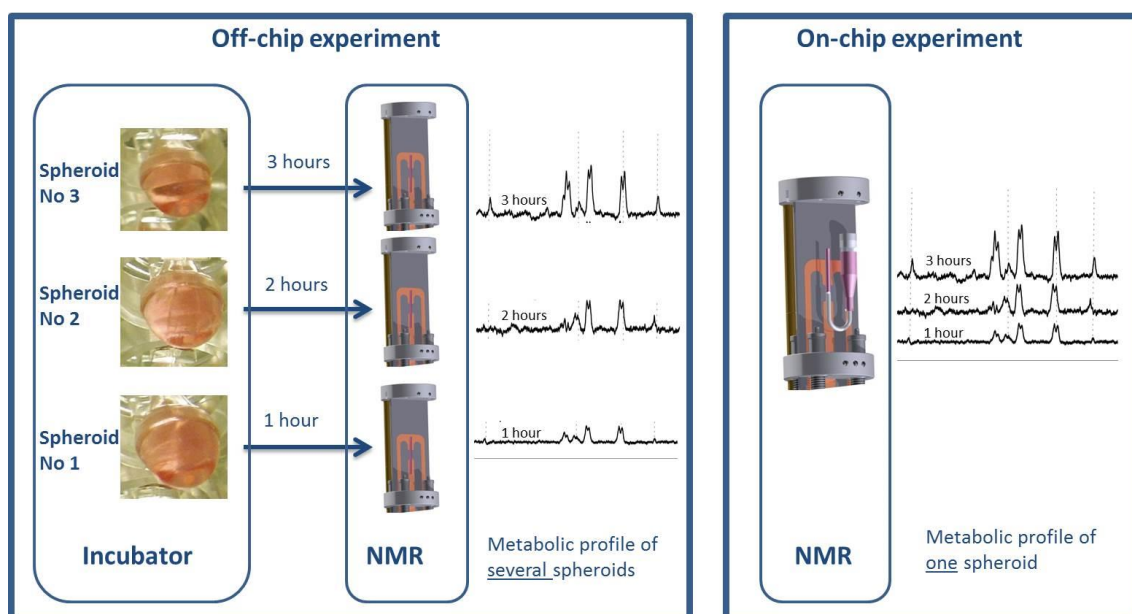 Off-chip experiment
Spheroid
No 3
3 hours
3 hours
Spheroid
No 2
2 hours
2 hours
Spheroid
No 1
1 hour
1 hour
Incubator
NMR
Metabolic profile of
several spheroids
On-chip experiment
3 hours
2 hours
1 hour
NMR
Metabolic profile of
one spheroid